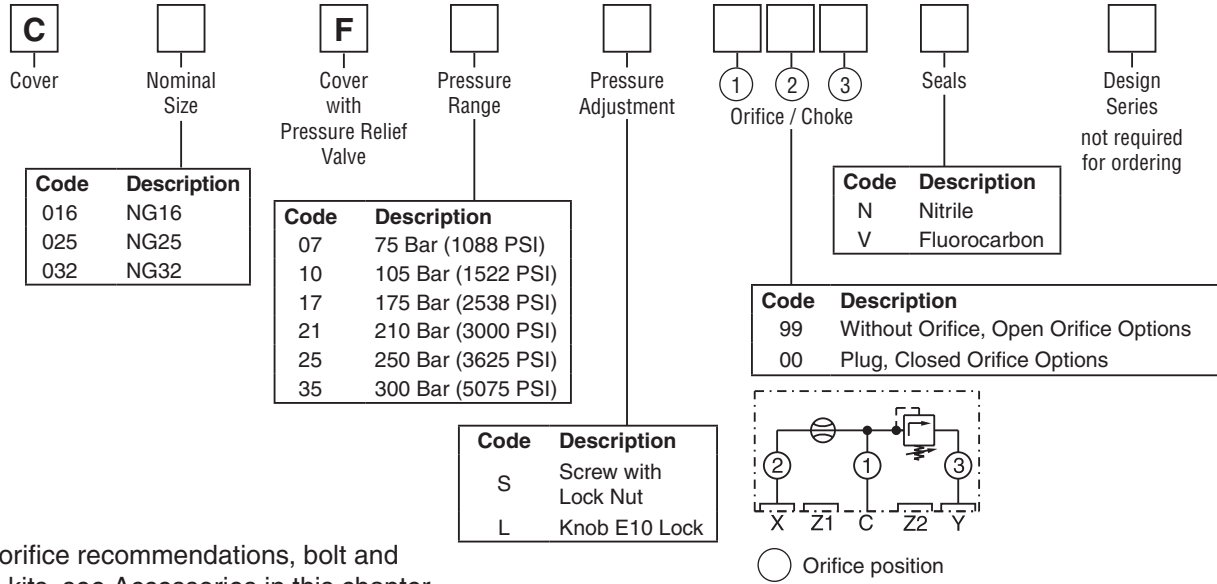 C
F
Cover
Nominal
Size
Cover
with
Pressure Relief
Valve
Pressure
Range
Pressure
Adjustment
1 2 3
Orifice / Choke
Seals
Design
Series
not required
for ordering
Code Description
016 NG16
025 NG25
032 NG32
Code Description
07 75 Bar (1088 PSI)
10 105 Bar (1522 PSI)
17 175 Bar (2538 PSI)
21 210 Bar (3000 PSI)
25 250 Bar (3625 PSI)
35 300 Bar (5075 PSI)
Code Description
S Screw with
Lock Nut
L Knob E10 Lock
Code Description
N Nitrile
V Fluorocarbon
Code Description
99 Without Orifice, Open Orifice Options
00 Plug, Closed Orifice Options
2 1 3
X Z1 C Z2 Y
Orifice position
orifice recommendations, bolt and
kits, see Accessories in this chapter